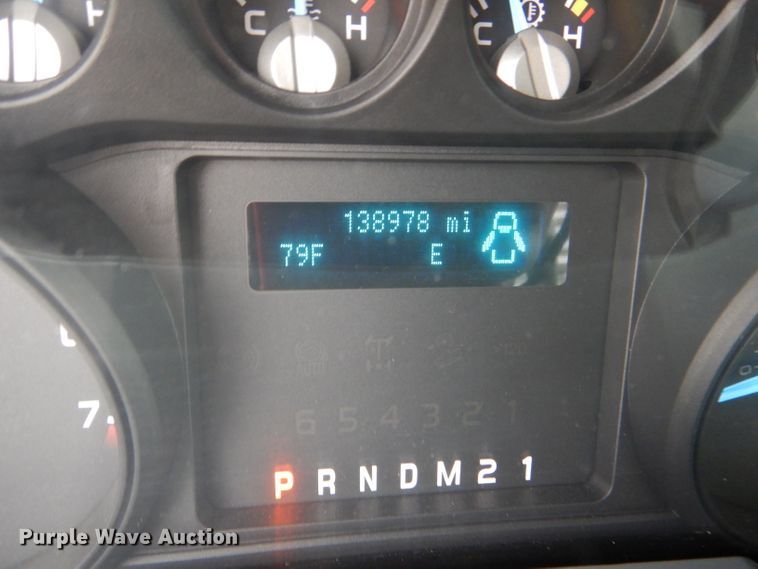 C H C H
138978 mi
79F E
6 5 4 3 2 1
7
P R N D M 2 1
Purple Wave Auction